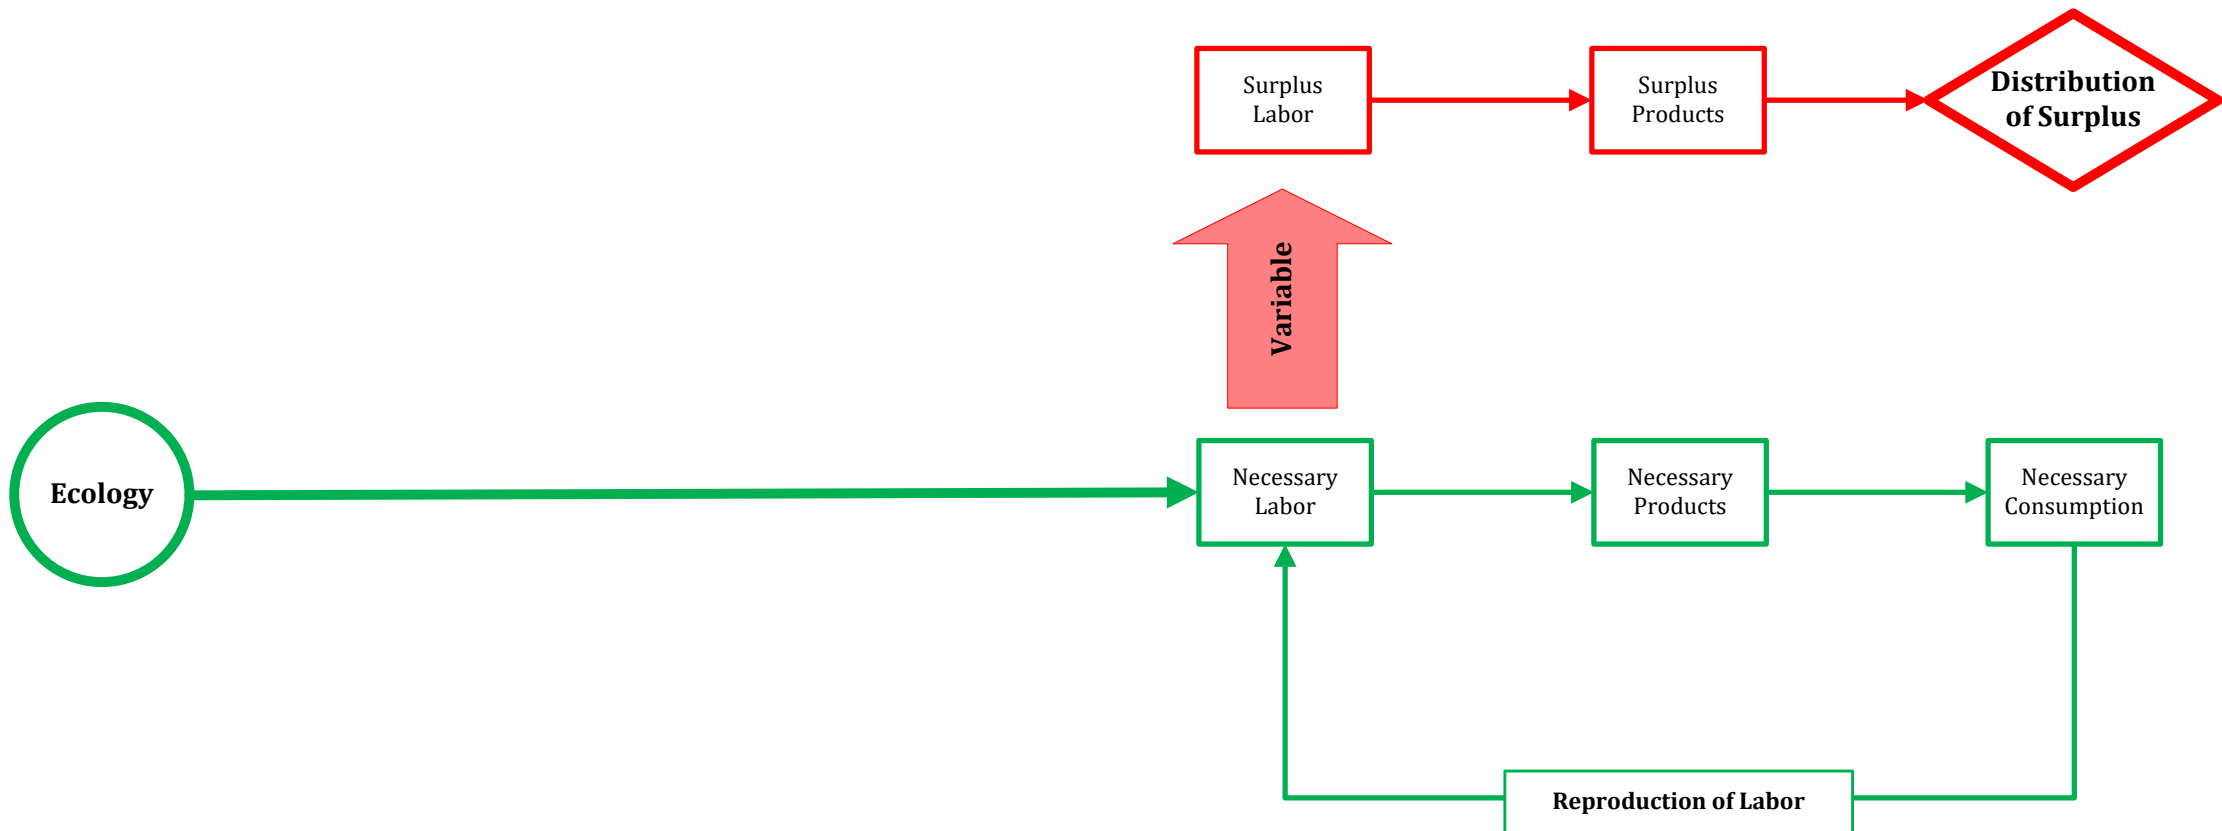 Surplus
Labor
Surplus
Products
Distribution
of Surplus
Variable
Ecology
Necessary
Labor
Necessary
Products
Necessary
Consumption
Reproduction of Labor